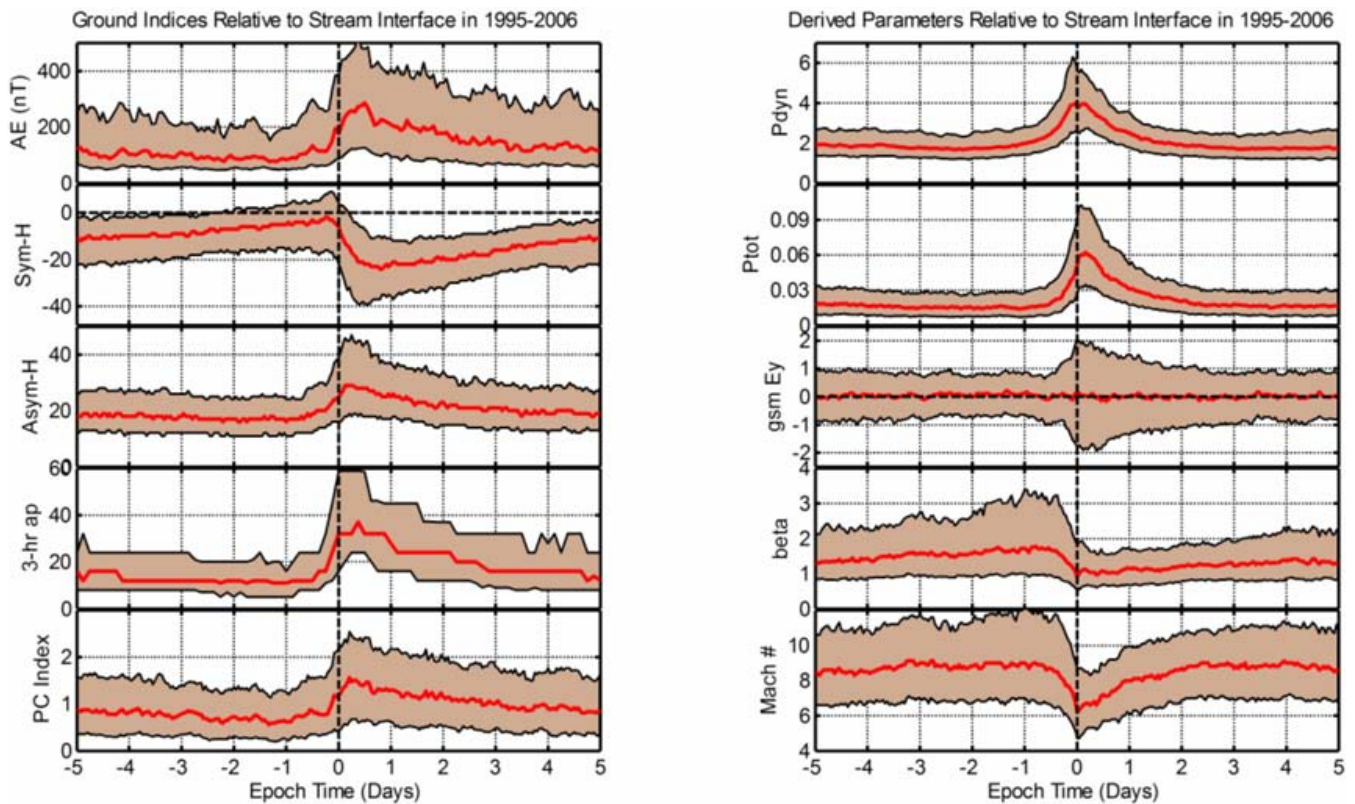 Ground Indices Relative to Stream Interface in 1995-2006
AE (nT)
400
200
0
Sym-H
0
-20
-40
Asym-H
40
20
0
3-hr ap
60
40
20
0
PC Index
2
1
0
-5 -4 -3 -2 -1 0 1 2 3 4 5
Epoch Time (Days)
Derived Parameters Relative to Stream Interface in 1995-2006
Pdyn
6
4
2
0
Ptot
0.09
0.06
0.03
0
gsm Ey
2
1
0
-1
-2
beta
4
3
2
1
0
Mach #
10
8
6
4
-5 -4 -3 -2 -1 0 1 2 3 4 5
Epoch Time (Days)